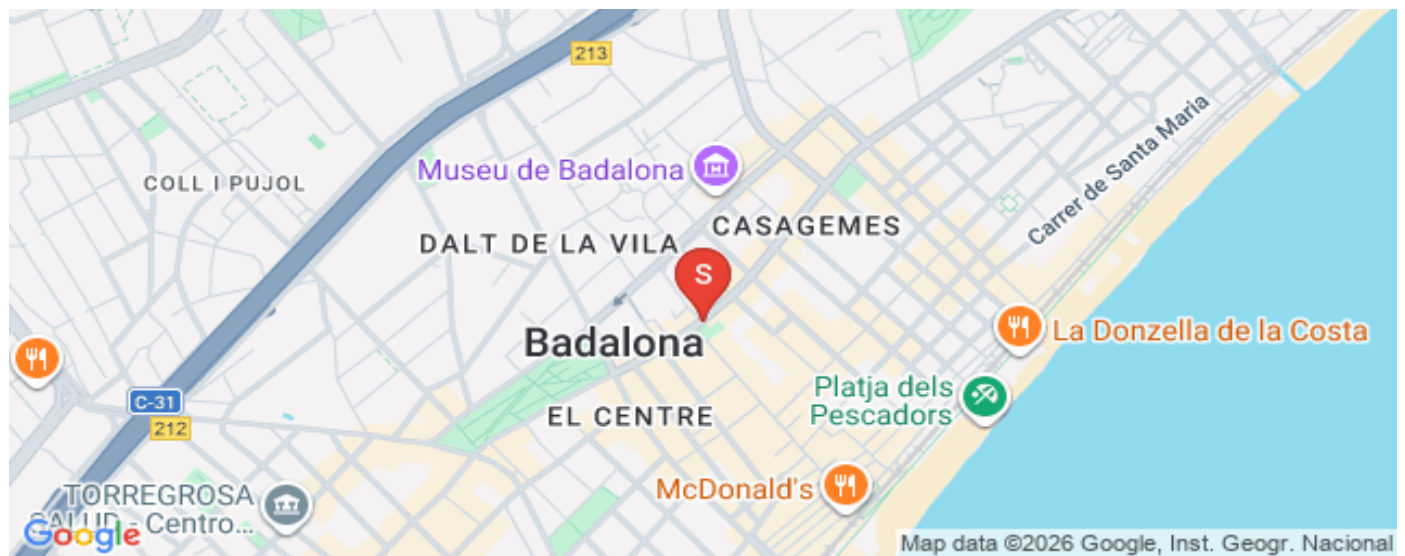 213
Museu de Badalona
COLL I PUJOL
CASAGEMES
DALT DE LA VILA
Carrer de Santa Maria
S
Badalona
La Donzella de la Costa
Platja dels
Pescadors
C-31
212
EL CENTRE
McDonald's
TORREGROSA
SALUD - Centro...
Google
Map data ©2026 Google, Inst. Geogr. Nacional